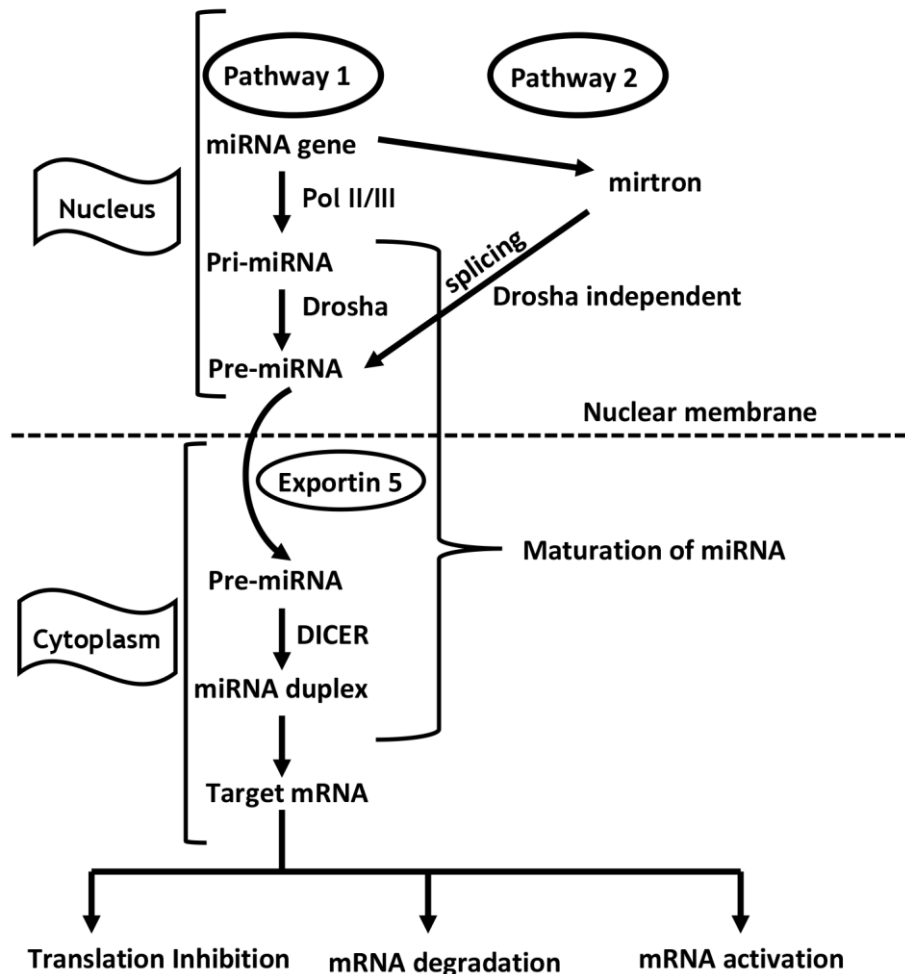 Pathway 1
Pathway 2
miRNA gene
mirtron
Nucleus
Pol II/III
Pri-miRNA
splicing
Drosha independent
Drosha
Pre-miRNA
Nuclear membrane
Exportin 5
Maturation of miRNA
Pre-miRNA
Cytoplasm
DICER
miRNA duplex
Target mRNA
Translation Inhibition
mRNA degradation
mRNA activation